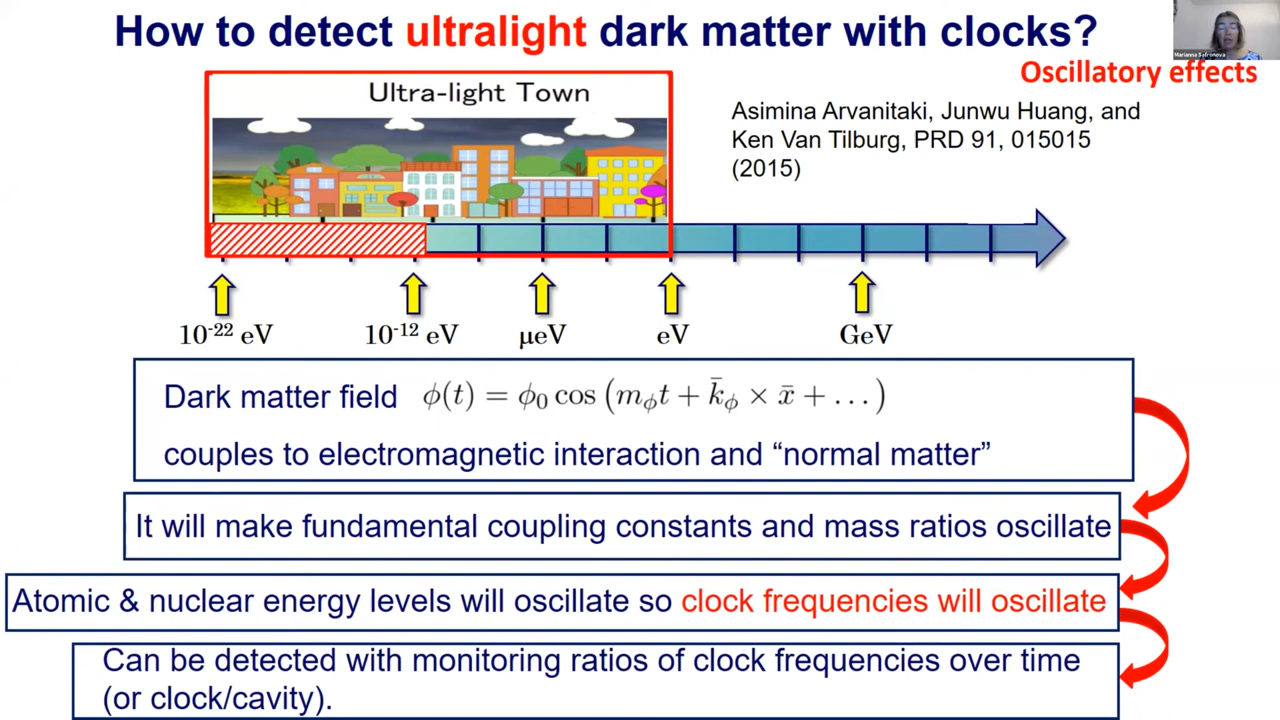 How to detect ultralight dark matter with clocks?
Marianna Safronova
Oscillatory effects
Ultra-light Town
Asimina Arvanitaki, Junwu Huang, and
Ken Van Tilburg, PRD 91, 015015
(2015)
10⁻²² eV
10⁻¹² eV
μeV
eV
GeV
Dark matter field ϕ(t) = ϕ₀ cos (m_ϕ t + k̄_ϕ × x̄ + . . . )
couples to electromagnetic interaction and “normal matter”
It will make fundamental coupling constants and mass ratios oscillate
Atomic & nuclear energy levels will oscillate so clock frequencies will oscillate
Can be detected with monitoring ratios of clock frequencies over time
(or clock/cavity).